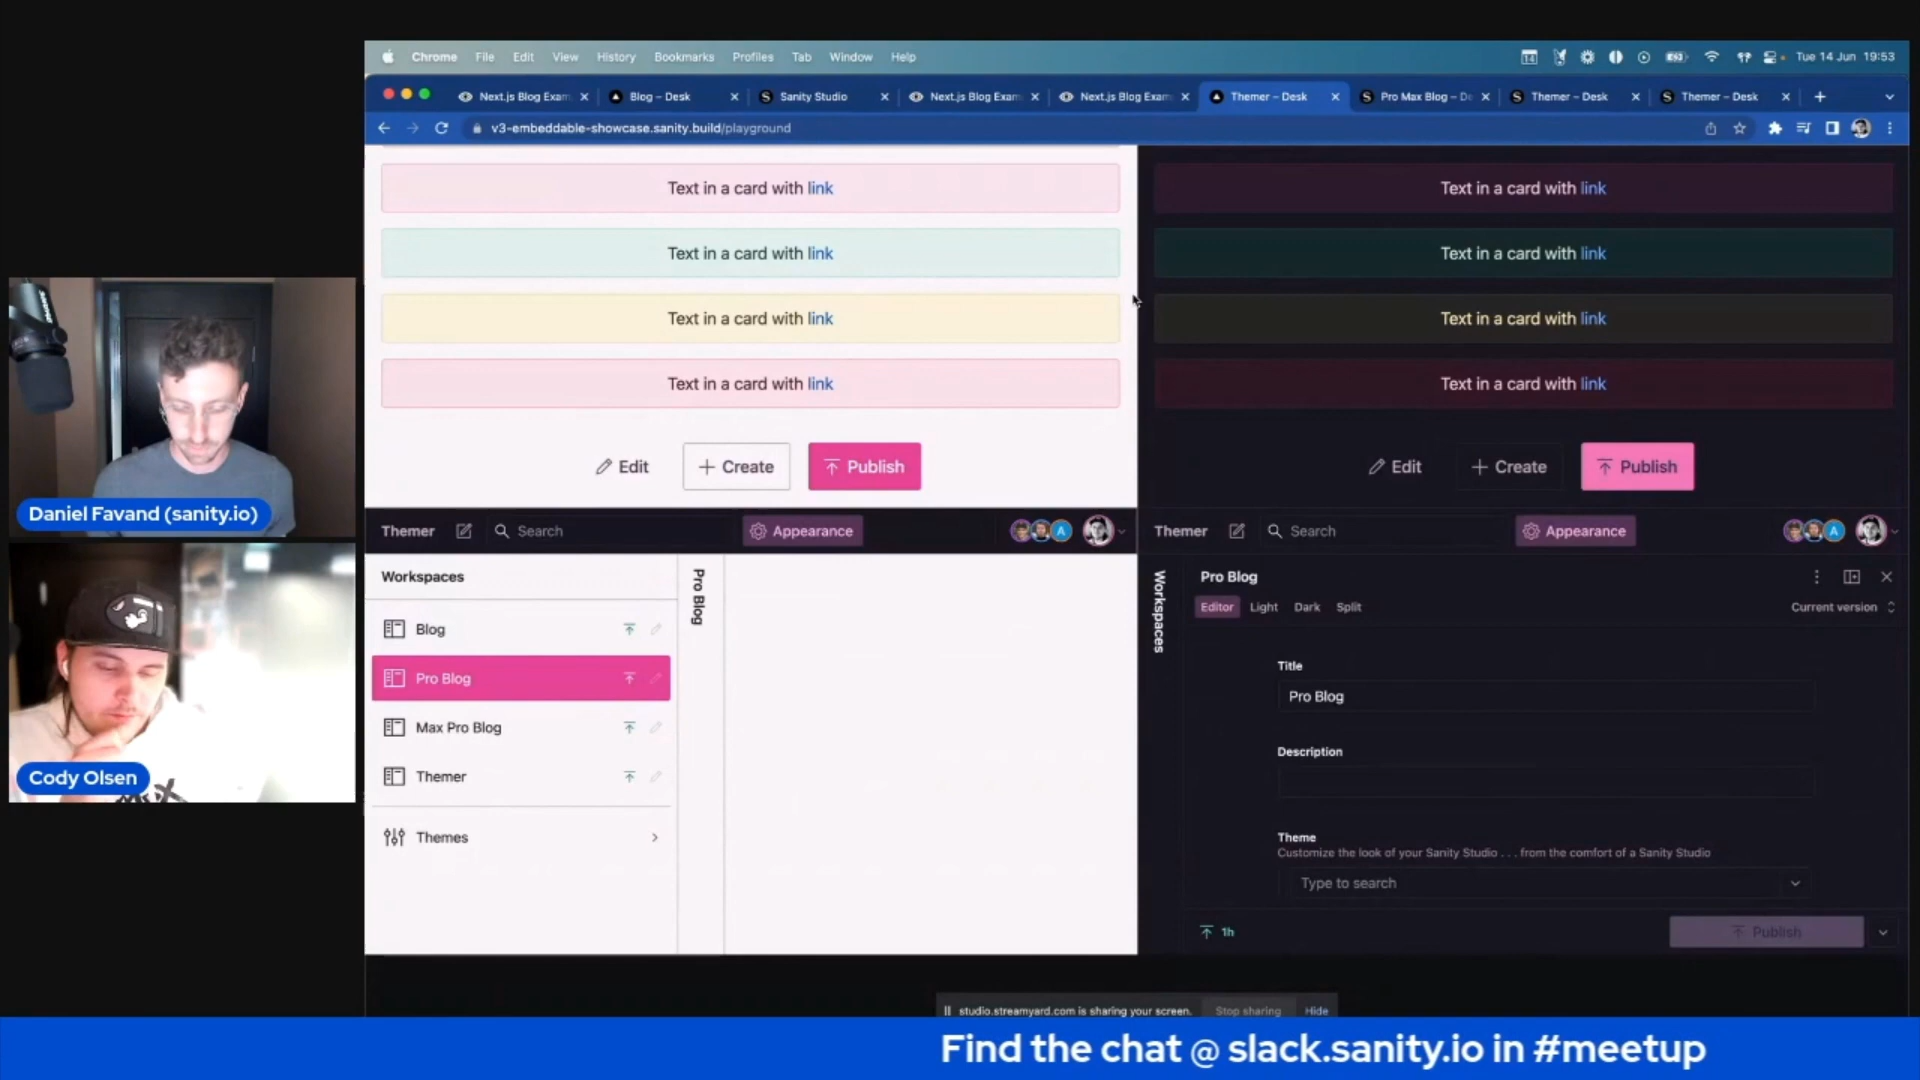 Chrome File Edit View History Bookmarks Profiles Tab Window Help
14 Tue 14 Jun 19:53
Next.js Blog Exam Blog – Desk Sanity Studio Next.js Blog Exam Next.js Blog Exam Themer – Desk Pro Max Blog – De Themer – Desk Themer – Desk
v3-embeddable-showcase.sanity.build/playground
Text in a card with link
Text in a card with link
Text in a card with link
Text in a card with link
Edit Create Publish
Text in a card with link
Text in a card with link
Text in a card with link
Text in a card with link
Edit Create Publish
Themer Search Appearance A
Workspaces
Blog
Pro Blog
Max Pro Blog
Themer
Themes
Pro Blog
Themer Search Appearance A
Workspaces
Pro Blog
Editor Light Dark Split Current version
Title
Pro Blog
Description
Theme
Customize the look of your Sanity Studio . . . from the comfort of a Sanity Studio
Type to search
1h Publish
Daniel Favand (sanity.io)
Cody Olsen
studio.streamyard.com is sharing your screen. Stop sharing Hide
Find the chat @ slack.sanity.io in #meetup